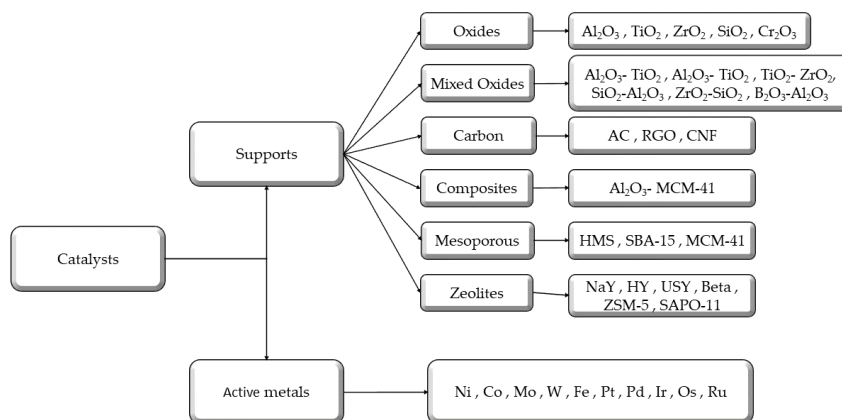 Oxides
Al₂O₃ , TiO₂ , ZrO₂ , SiO₂ , Cr₂O₃
Mixed Oxides
Al₂O₃- TiO₂ , Al₂O₃- TiO₂ , TiO₂- ZrO₂,
SiO₂-Al₂O₃ , ZrO₂-SiO₂ , B₂O₃-Al₂O₃
Supports
Carbon
AC , RGO , CNF
Composites
Al₂O₃- MCM-41
Catalysts
Mesoporous
HMS , SBA-15 , MCM-41
Zeolites
NaY , HY , USY , Beta ,
ZSM-5 , SAPO-11
Active metals
Ni , Co , Mo , W , Fe , Pt , Pd , Ir , Os , Ru